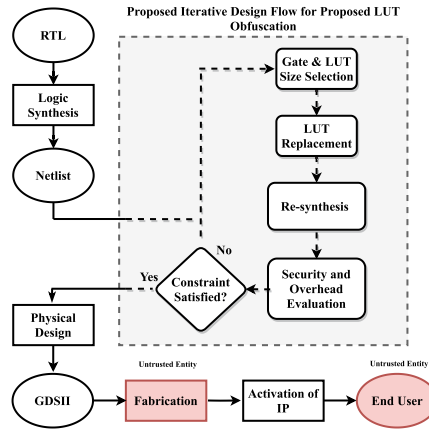 Proposed Iterative Design Flow for Proposed LUT
Obfuscation
RTL
Logic
Synthesis
Netlist
Gate & LUT
Size Selection
LUT
Replacement
Re-synthesis
Security and
Overhead
Evaluation
Constraint
Satisfied?
No
Yes
Physical
Design
GDSII
Untrusted Entity
Fabrication
Activation of
IP
Untrusted Entity
End User